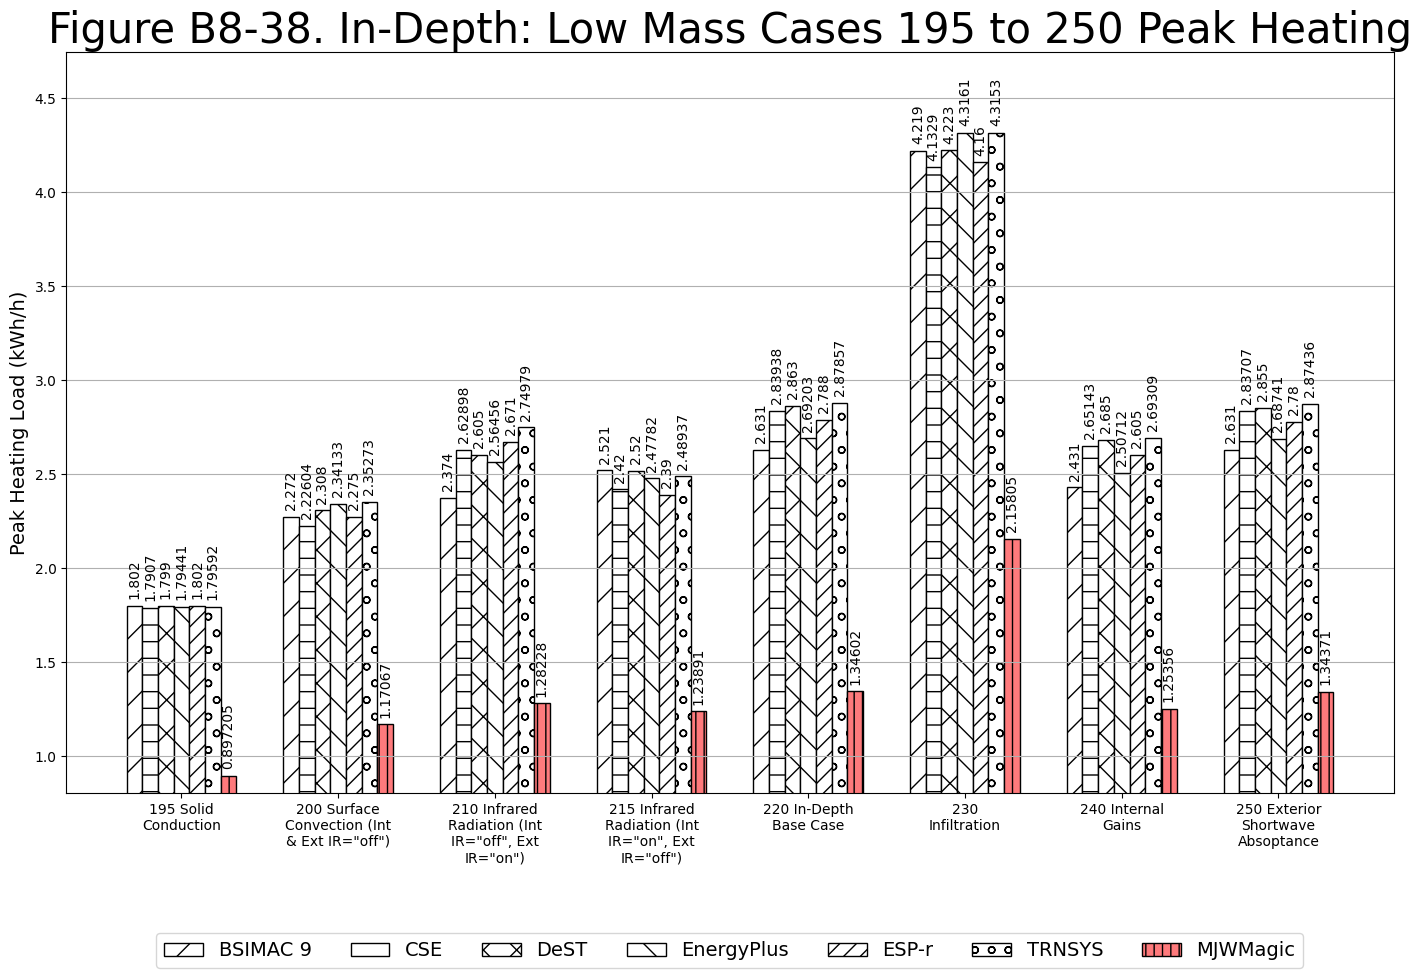 Figure B8-38. In-Depth: Low Mass Cases 195 to 250 Peak Heating
Peak Heating Load (kWh/h)
4.5
4.0
3.5
3.0
2.5
2.0
1.5
1.0
1.802
1.7907
1.799
1.79441
1.802
1.79592
0.897205
2.272
2.22604
2.308
2.34133
2.275
2.35273
1.17067
2.374
2.62898
2.605
2.56456
2.671
2.74979
1.28228
2.521
2.42
2.52
2.47782
2.39
2.48937
1.23891
2.631
2.83938
2.863
2.69203
2.788
2.87857
1.34602
4.219
4.1329
4.223
4.3161
4.16
4.3153
2.15805
2.431
2.65143
2.685
2.50712
2.605
2.69309
1.25356
2.631
2.83707
2.855
2.68741
2.78
2.87436
1.34371
195 Solid
Conduction
200 Surface
Convection (Int
& Ext IR="off")
210 Infrared
Radiation (Int
IR="off", Ext
IR="on")
215 Infrared
Radiation (Int
IR="on", Ext
IR="off")
220 In-Depth
Base Case
230
Infiltration
240 Internal
Gains
250 Exterior
Shortwave
Absoptance
BSIMAC 9
CSE
DeST
EnergyPlus
ESP-r
TRNSYS
MJWMagic